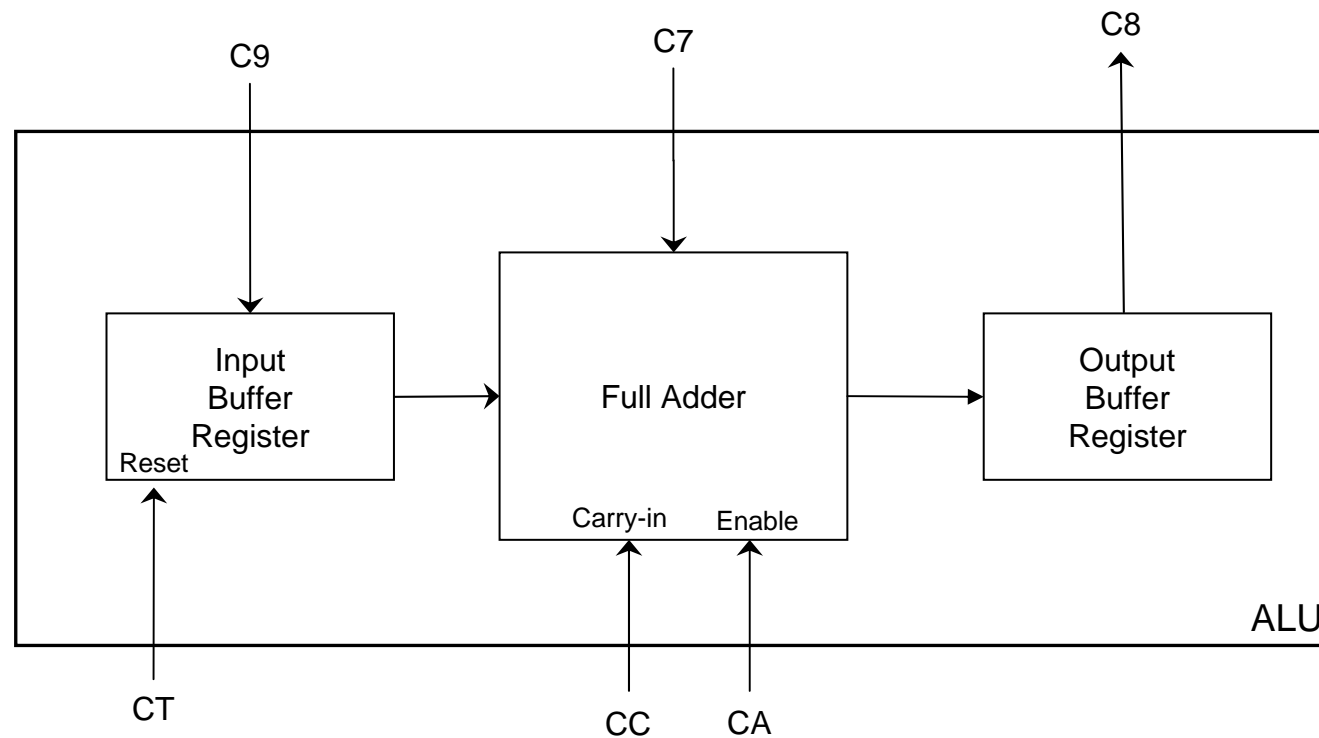 C9
C7
C8
Input
Buffer
Register
Reset
Full Adder
Carry-in
Enable
Output
Buffer
Register
ALU
CT
CC
CA